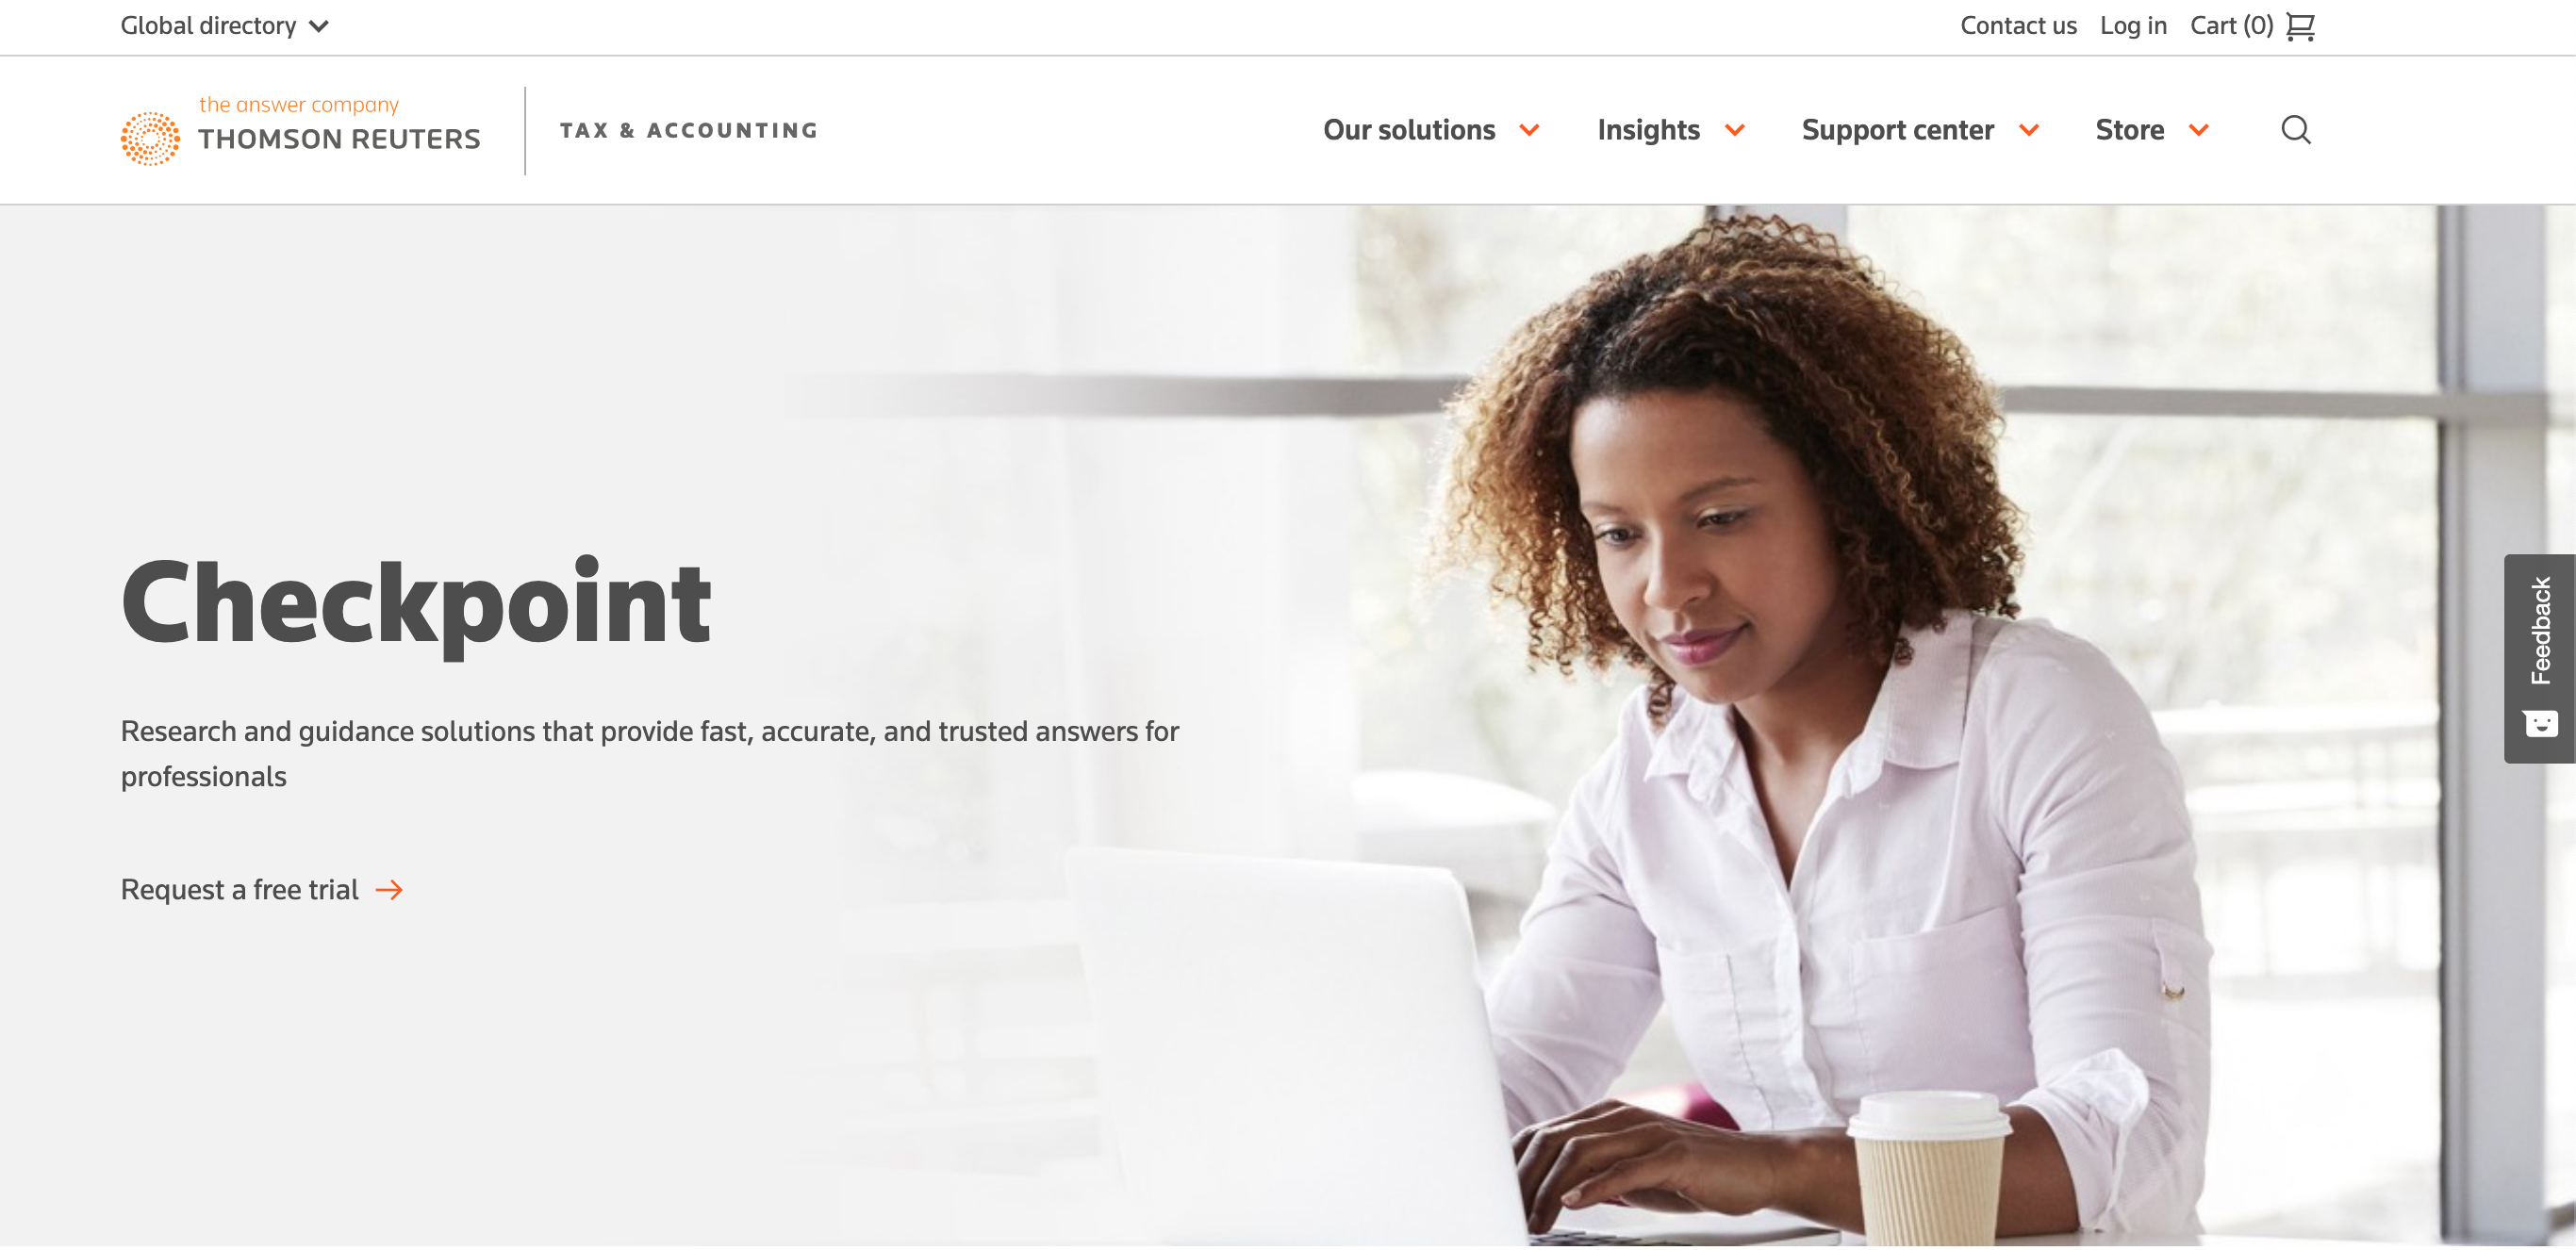 Global directory
Contact us Log in Cart (0)
the answer company
THOMSON REUTERS
TAX & ACCOUNTING
Our solutions Insights Support center Store
Checkpoint
Research and guidance solutions that provide fast, accurate, and trusted answers for
professionals
Request a free trial
Feedback